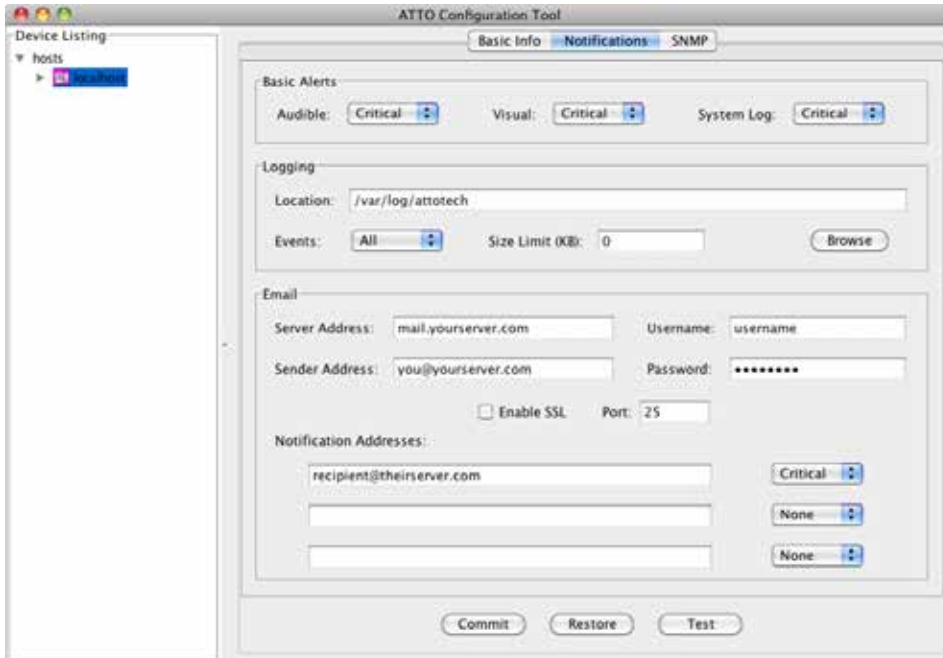 ATTO Configuration Tool
Device Listing
hosts
localhost
Basic Info Notifications SNMP
Basic Alerts
Audible: Critical Visual: Critical System Log: Critical
Logging
Location: /var/log/attotech
Events: All Size Limit (KB): 0 Browse
Email
Server Address: mail.yourserver.com Username: username
Sender Address: you@yourserver.com Password: ••••••••
Enable SSL Port: 25
Notification Addresses:
recipient@theirserver.com Critical
None
None
Commit Restore Test